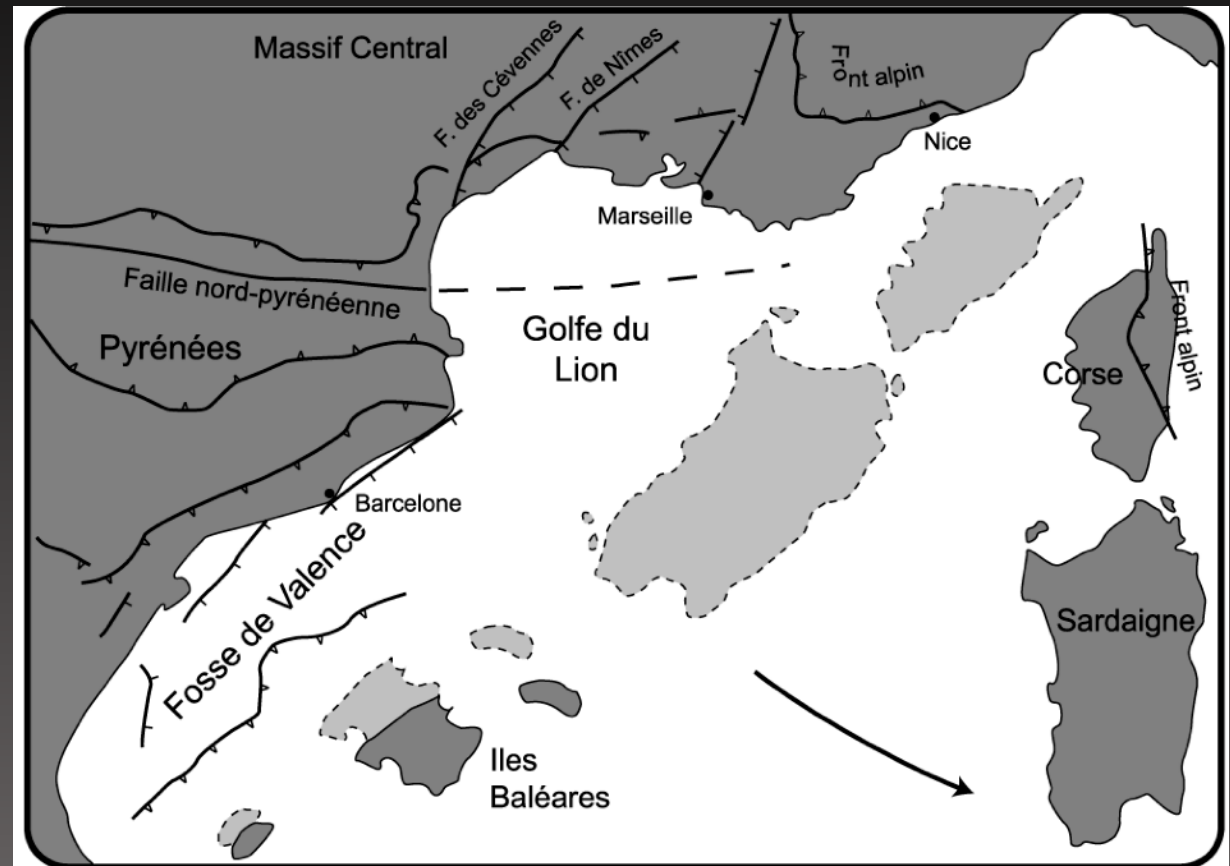 Massif Central
F. des Cévennes
F. de Nîmes
Front alpin
Nice
Marseille
Faille nord-pyrénéenne
Golfe du
Lion
Pyrénées
Front alpin
Corse
Barcelone
Fosse de Valence
Sardaigne
Iles
Baléares